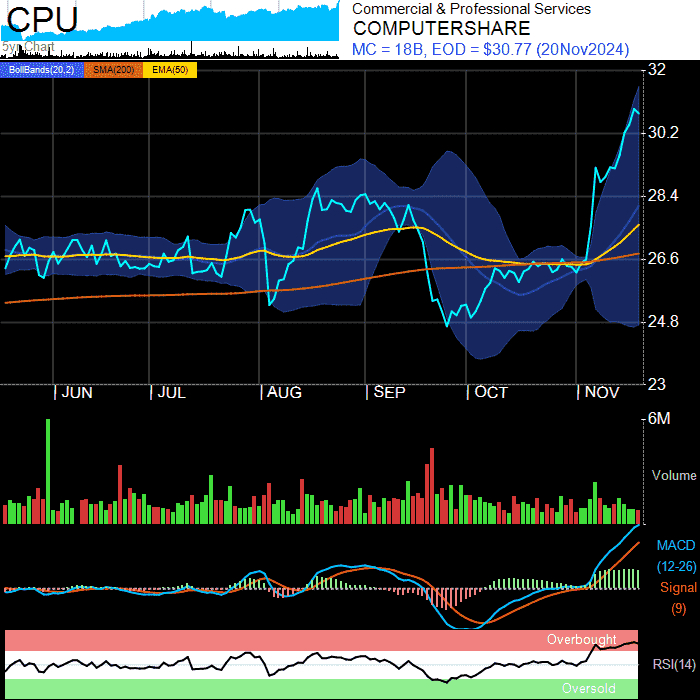 CPU
5yr Chart
Commercial & Professional Services
COMPUTERSHARE
MC = 18B, EOD = $30.77 (20Nov2024)
BollBands(20,2) SMA(200) EMA(50)
32
30.2
28.4
26.6
24.8
23
JUN JUL AUG SEP OCT NOV
6M
Volume
MACD
(12-26)
Signal
(9)
Overbought
RSI(14)
Oversold